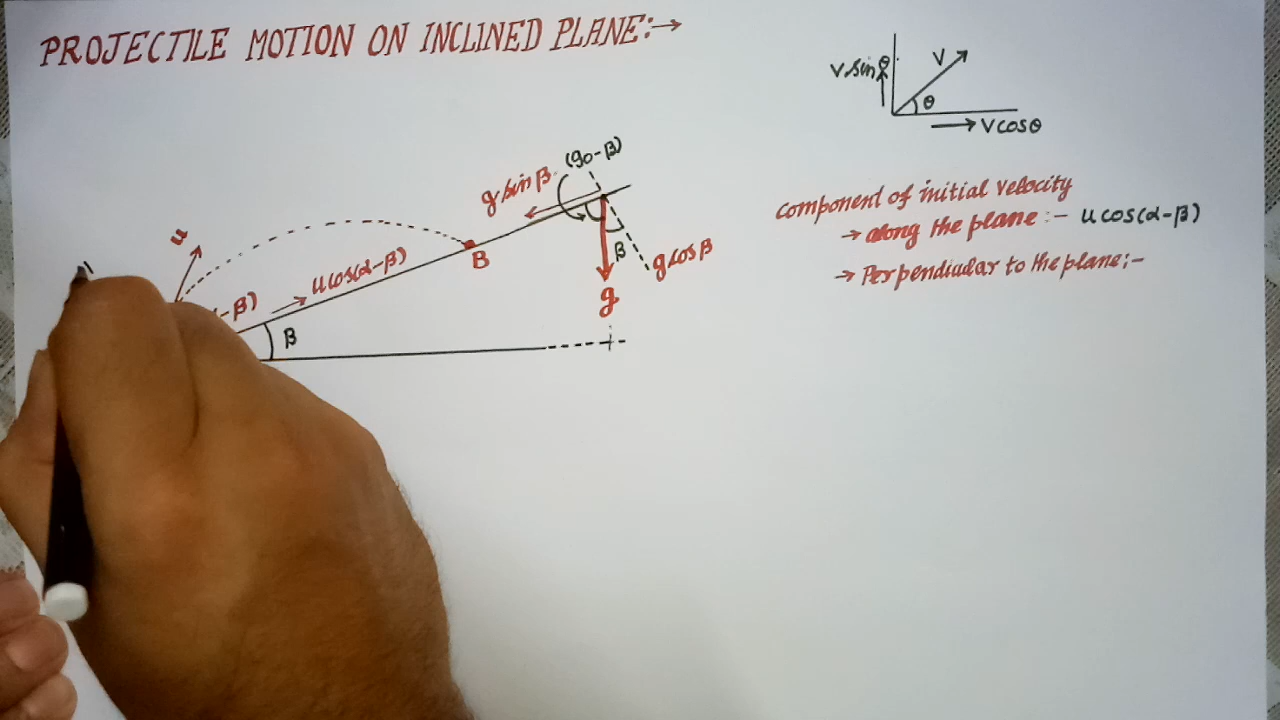 PROJECTILE MOTION ON INCLINED PLANE:→
V sinθ
V
θ
→ V cosθ
(90-β)
g sinβ
component of initial velocity
→ along the plane :- u cos(α-β)
→ Perpendicular to the plane:-
u
u cos(α-β)
B
β
g cosβ
g
-β)
β